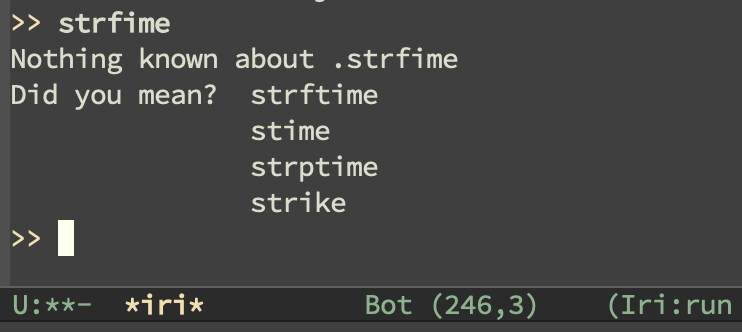 >> strfime
Nothing known about .strfime
Did you mean?  strftime
               stime
               strptime
               strike
>>
U:**-  *iri*          Bot (246,3)    (Iri:run